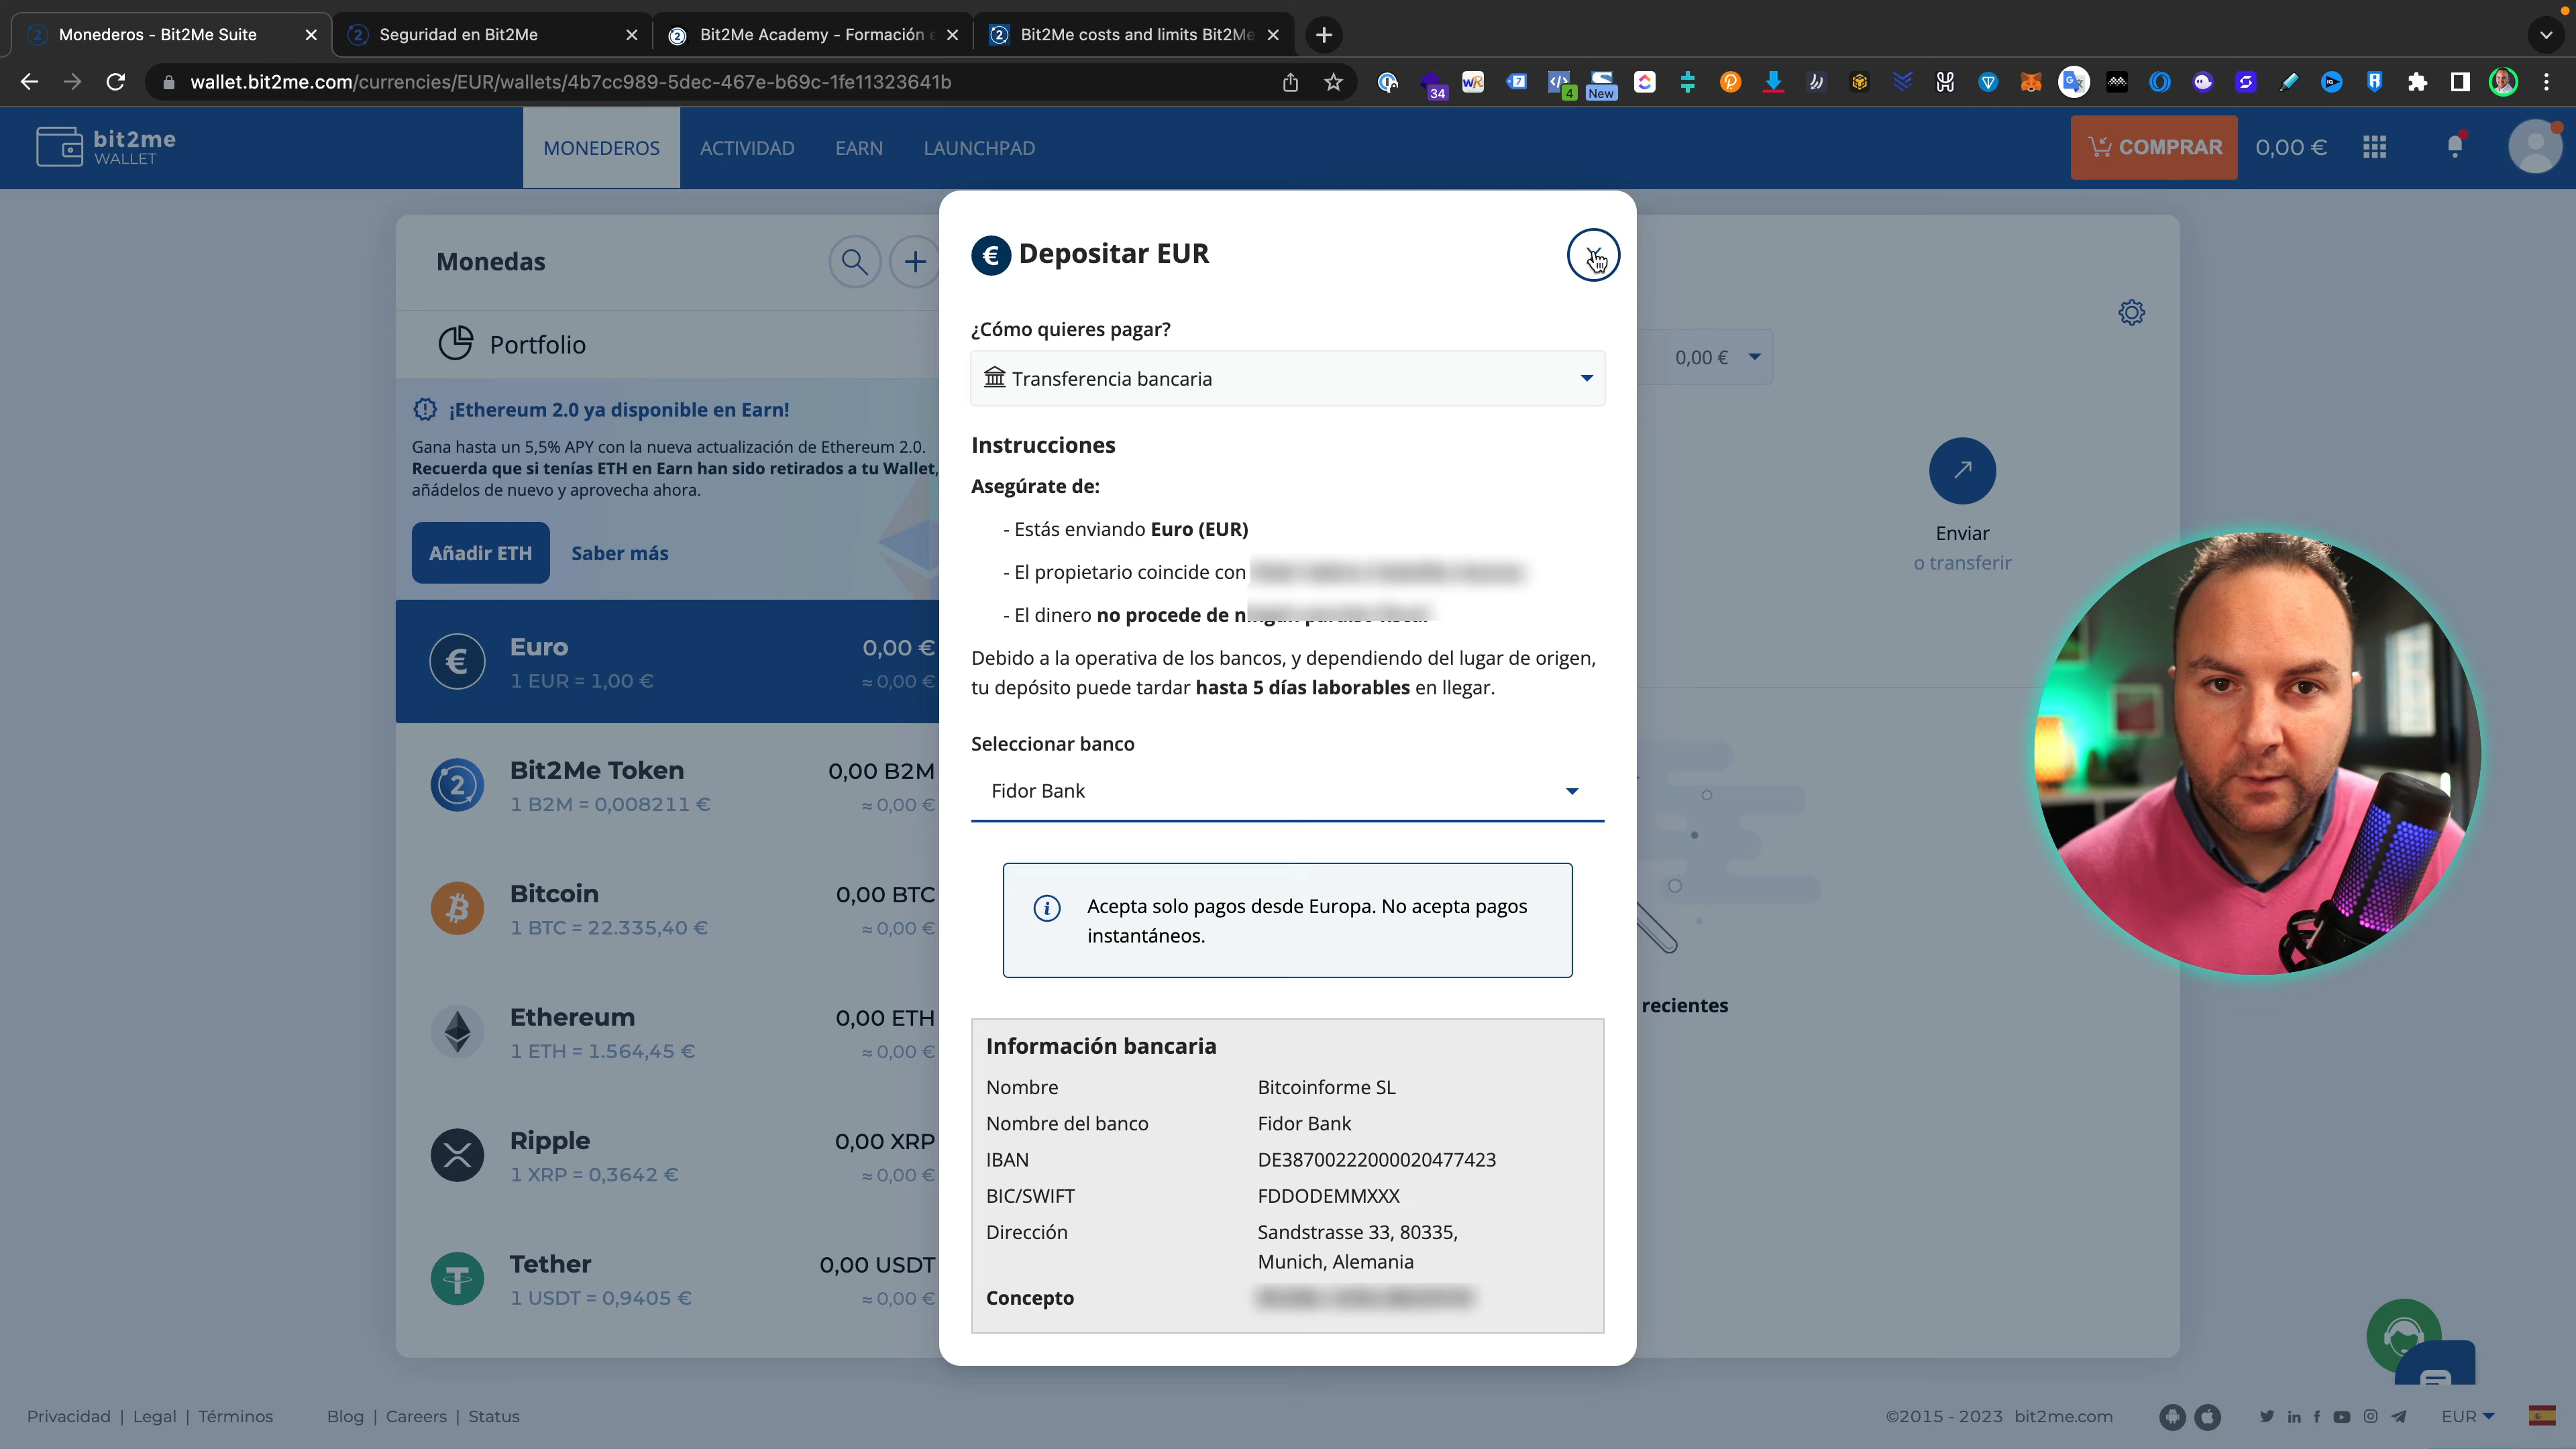 Monederos - Bit2Me Suite
Seguridad en Bit2Me
Bit2Me Academy - Formación e
Bit2Me costs and limits Bit2Me
wallet.bit2me.com/currencies/EUR/wallets/4b7cc989-5dec-467e-b69c-1fe11323641b
34
4
New
bit2me
WALLET
MONEDEROS
ACTIVIDAD
EARN
LAUNCHPAD
COMPRAR
0,00 €
Monedas
Portfolio
¡Ethereum 2.0 ya disponible en Earn!
Gana hasta un 5,5% APY con la nueva actualización de Ethereum 2.0.
Recuerda que si tenías ETH en Earn han sido retirados a tu Wallet,
añádelos de nuevo y aprovecha ahora.
Añadir ETH
Saber más
Euro 0,00 €
1 EUR = 1,00 € ≈ 0,00 €
Bit2Me Token 0,00 B2M
1 B2M = 0,008211 € ≈ 0,00 €
Bitcoin 0,00 BTC
1 BTC = 22.335,40 € ≈ 0,00 €
Ethereum 0,00 ETH
1 ETH = 1.564,45 € ≈ 0,00 €
Ripple 0,00 XRP
1 XRP = 0,3642 € ≈ 0,00 €
Tether 0,00 USDT
1 USDT = 0,9405 € ≈ 0,00 €
Depositar EUR
¿Cómo quieres pagar?
Transferencia bancaria
Instrucciones
Asegúrate de:
- Estás enviando Euro (EUR)
- El propietario coincide con
- El dinero no procede de
Debido a la operativa de los bancos, y dependiendo del lugar de origen,
tu depósito puede tardar hasta 5 días laborables en llegar.
Seleccionar banco
Fidor Bank
Acepta solo pagos desde Europa. No acepta pagos
instantáneos.
Información bancaria
Nombre Bitcoinforme SL
Nombre del banco Fidor Bank
IBAN DE38700222000020477423
BIC/SWIFT FDDODEMMXXX
Dirección Sandstrasse 33, 80335,
Munich, Alemania
Concepto
0,00 €
Enviar
o transferir
recientes
Privacidad | Legal | Términos
Blog | Careers | Status
©2015 - 2023 bit2me.com
EUR